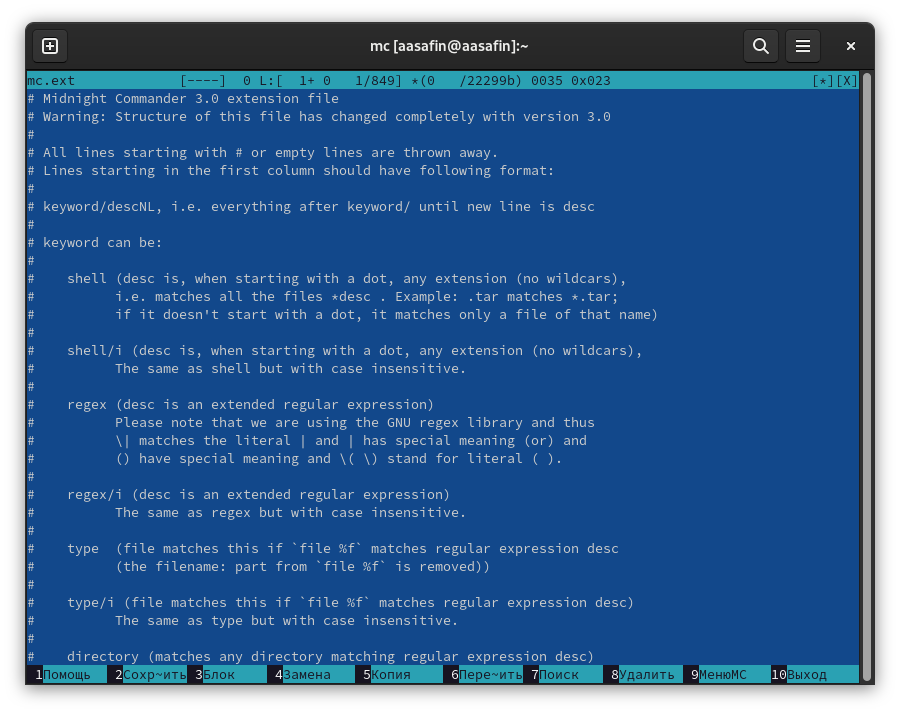 mc [aasafin@aasafin]:~
mc.ext [----] 0 L:[ 1+ 0 1/849] *(0 /22299b) 0035 0x023 [*][X]
# Midnight Commander 3.0 extension file
# Warning: Structure of this file has changed completely with version 3.0
#
# All lines starting with # or empty lines are thrown away.
# Lines starting in the first column should have following format:
#
# keyword/descNL, i.e. everything after keyword/ until new line is desc
#
# keyword can be:
#
#    shell (desc is, when starting with a dot, any extension (no wildcars),
#          i.e. matches all the files *desc . Example: .tar matches *.tar;
#          if it doesn't start with a dot, it matches only a file of that name)
#
#    shell/i (desc is, when starting with a dot, any extension (no wildcars),
#          The same as shell but with case insensitive.
#
#    regex (desc is an extended regular expression)
#          Please note that we are using the GNU regex library and thus
#          \| matches the literal | and | has special meaning (or) and
#          () have special meaning and \( \) stand for literal ( ).
#
#    regex/i (desc is an extended regular expression)
#          The same as regex but with case insensitive.
#
#    type  (file matches this if `file %f` matches regular expression desc
#          (the filename: part from `file %f` is removed))
#
#    type/i (file matches this if `file %f` matches regular expression desc)
#          The same as type but with case insensitive.
#
#    directory (matches any directory matching regular expression desc)
1Помощь 2Сохр~ить 3Блок 4Замена 5Копия 6Пере~ить 7Поиск 8Удалить 9МенюMC 10Выход